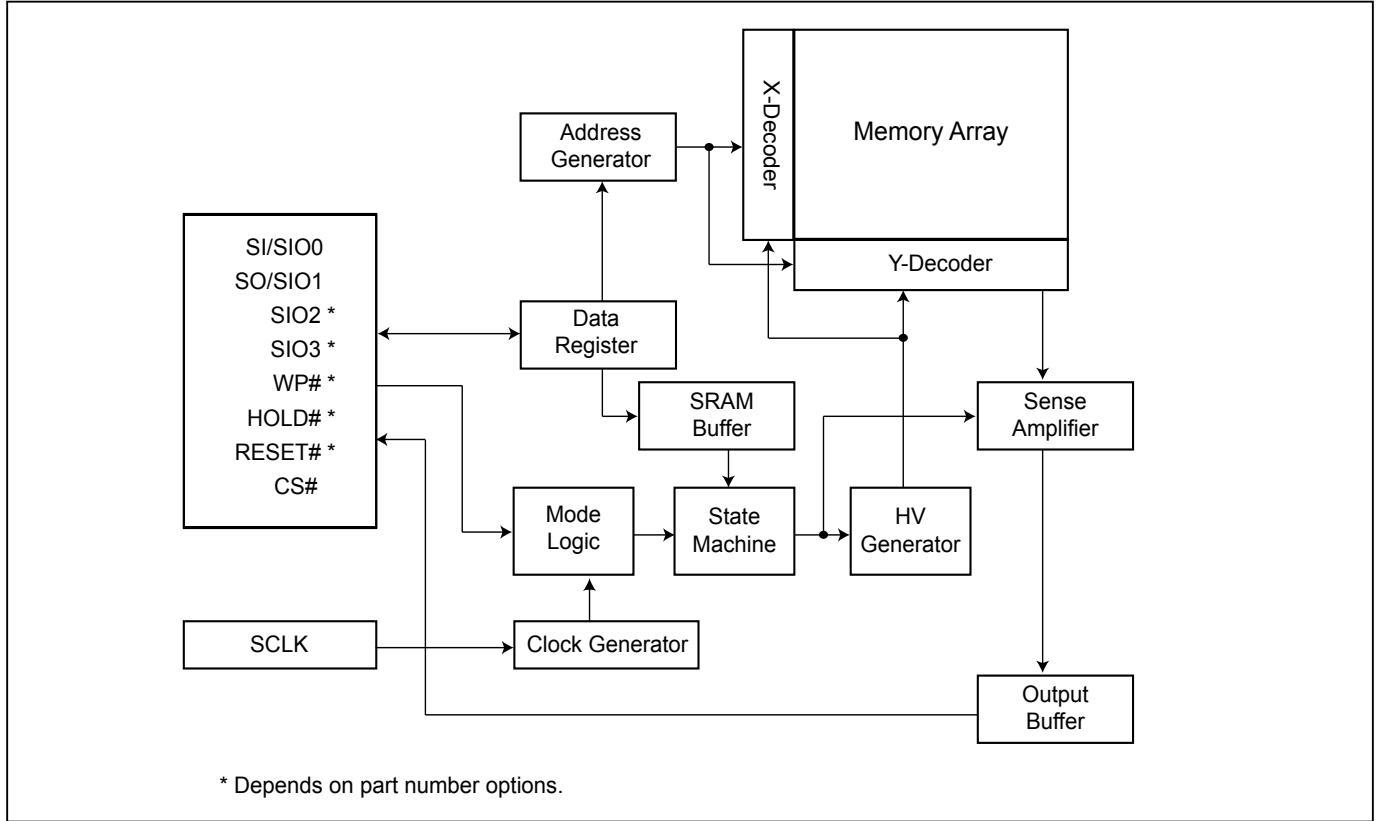 X-Decoder
Memory Array
Address
Generator
Y-Decoder
SI/SIO0
SO/SIO1
SIO2 *
SIO3 *
WP# *
HOLD# *
RESET# *
CS#
Data
Register
SRAM
Buffer
Sense
Amplifier
Mode
Logic
State
Machine
HV
Generator
SCLK
Clock Generator
Output
Buffer
* Depends on part number options.